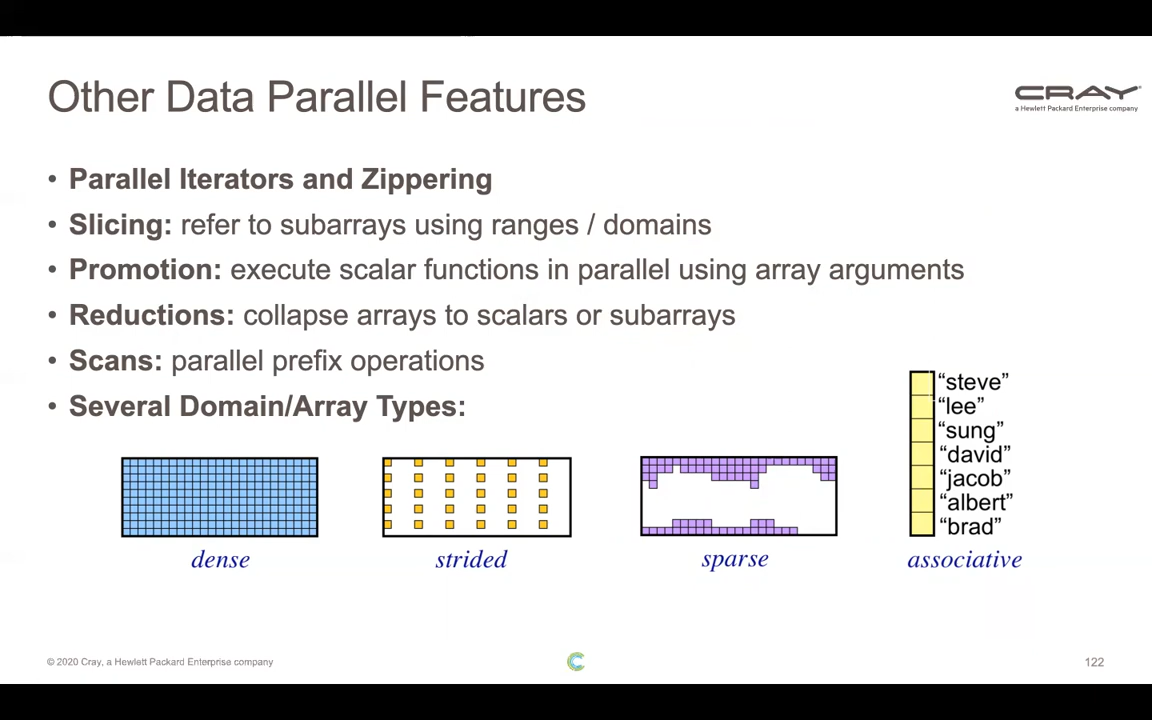 Other Data Parallel Features
CRAY
a Hewlett Packard Enterprise company
• Parallel Iterators and Zippering
• Slicing: refer to subarrays using ranges / domains
• Promotion: execute scalar functions in parallel using array arguments
• Reductions: collapse arrays to scalars or subarrays
• Scans: parallel prefix operations
• Several Domain/Array Types:
“steve”
“lee”
“sung”
“david”
“jacob”
“albert”
“brad”
dense
strided
sparse
associative
© 2020 Cray, a Hewlett Packard Enterprise company
122